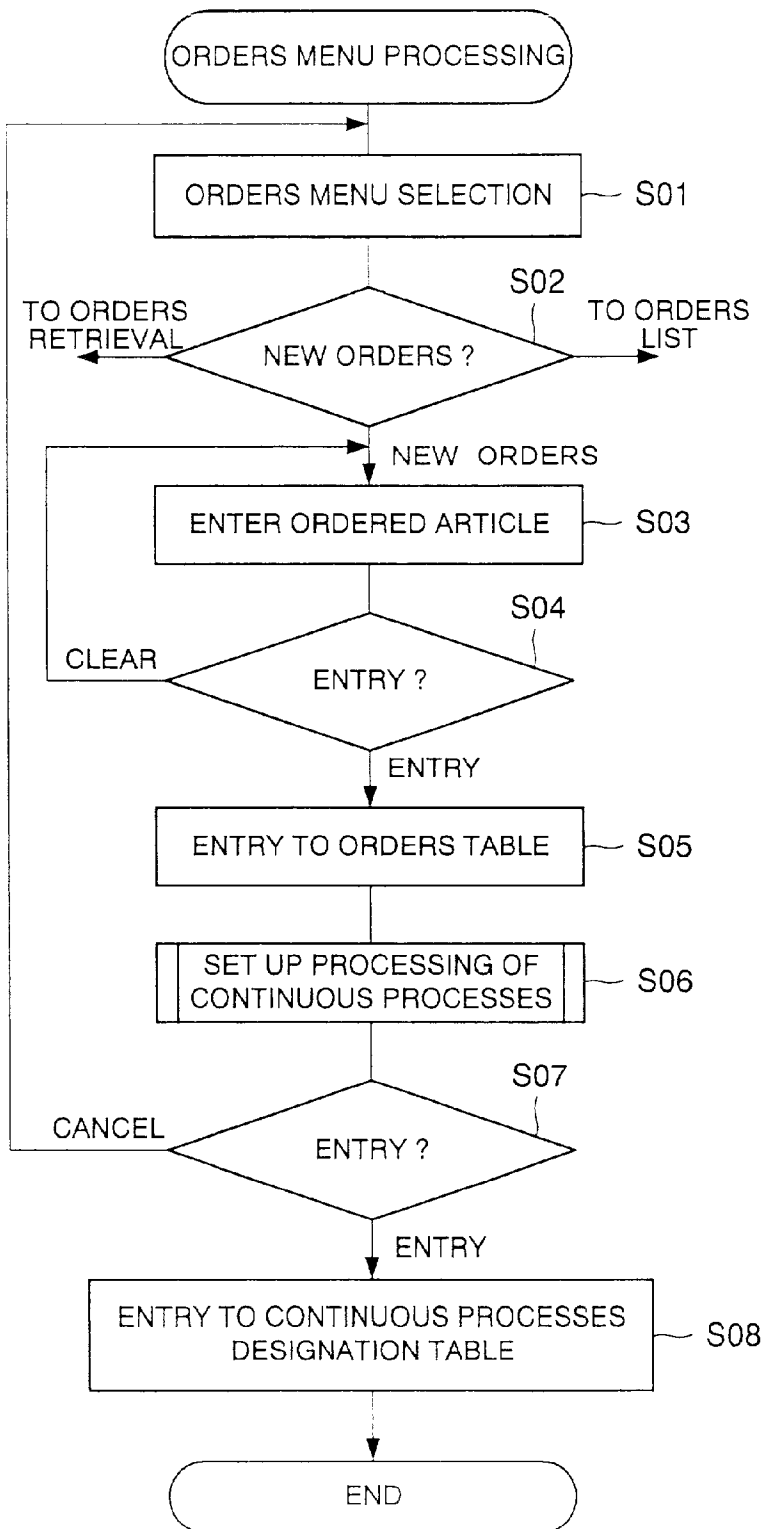 ORDERS MENU PROCESSING
ORDERS MENU SELECTION
S01
S02
TO ORDERS
RETRIEVAL
NEW ORDERS ?
TO ORDERS
LIST
NEW ORDERS
ENTER ORDERED ARTICLE
S03
S04
CLEAR
ENTRY ?
ENTRY
ENTRY TO ORDERS TABLE
S05
SET UP PROCESSING OF
CONTINUOUS PROCESSES
S06
S07
CANCEL
ENTRY ?
ENTRY
ENTRY TO CONTINUOUS PROCESSES
DESIGNATION TABLE
S08
END